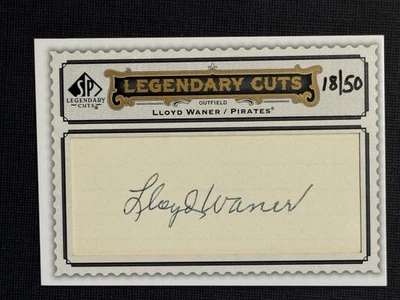 LEGENDARY CUTS 18/50
SP
LEGENDARY
CUTS®
OUTFIELD
LLOYD WANER / PIRATES®
Lloyd Waner